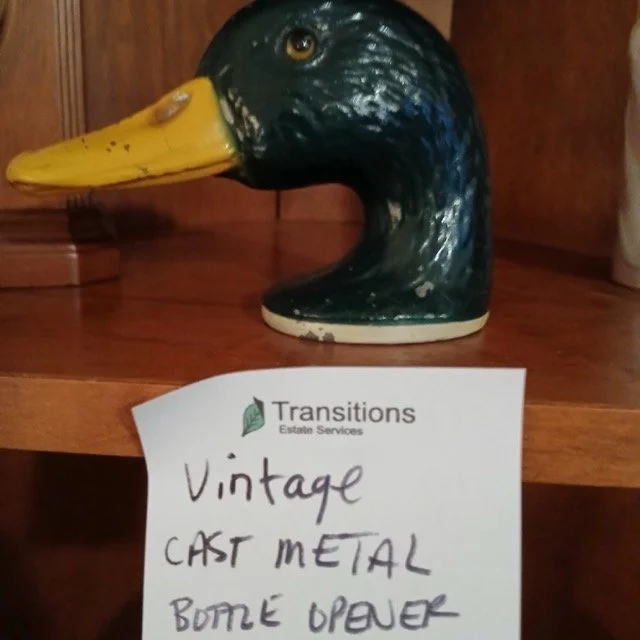 Transitions
Estate Services
Vintage
CAST METAL
BOTTLE OPENER